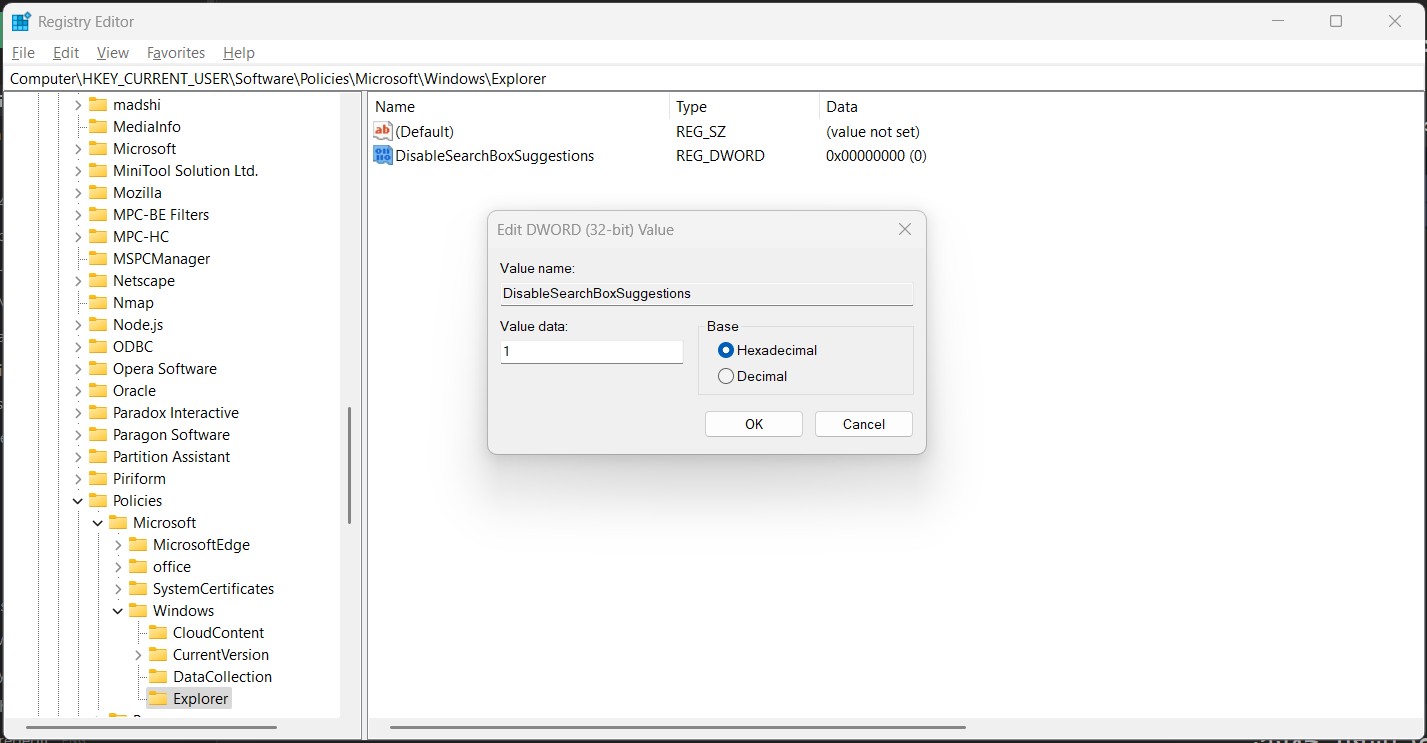 Registry Editor
File Edit View Favorites Help
Computer\HKEY_CURRENT_USER\Software\Policies\Microsoft\Windows\Explorer
madshi
MediaInfo
Microsoft
MiniTool Solution Ltd.
Mozilla
MPC-BE Filters
MPC-HC
MSPCManager
Netscape
Nmap
Node.js
ODBC
Opera Software
Oracle
Paradox Interactive
Paragon Software
Partition Assistant
Piriform
Policies
Microsoft
MicrosoftEdge
office
SystemCertificates
Windows
CloudContent
CurrentVersion
DataCollection
Explorer
Name Type Data
ab (Default) REG_SZ (value not set)
DisableSearchBoxSuggestions REG_DWORD 0x00000000 (0)
Edit DWORD (32-bit) Value
Value name:
DisableSearchBoxSuggestions
Value data:
1
Base
Hexadecimal
Decimal
OK Cancel